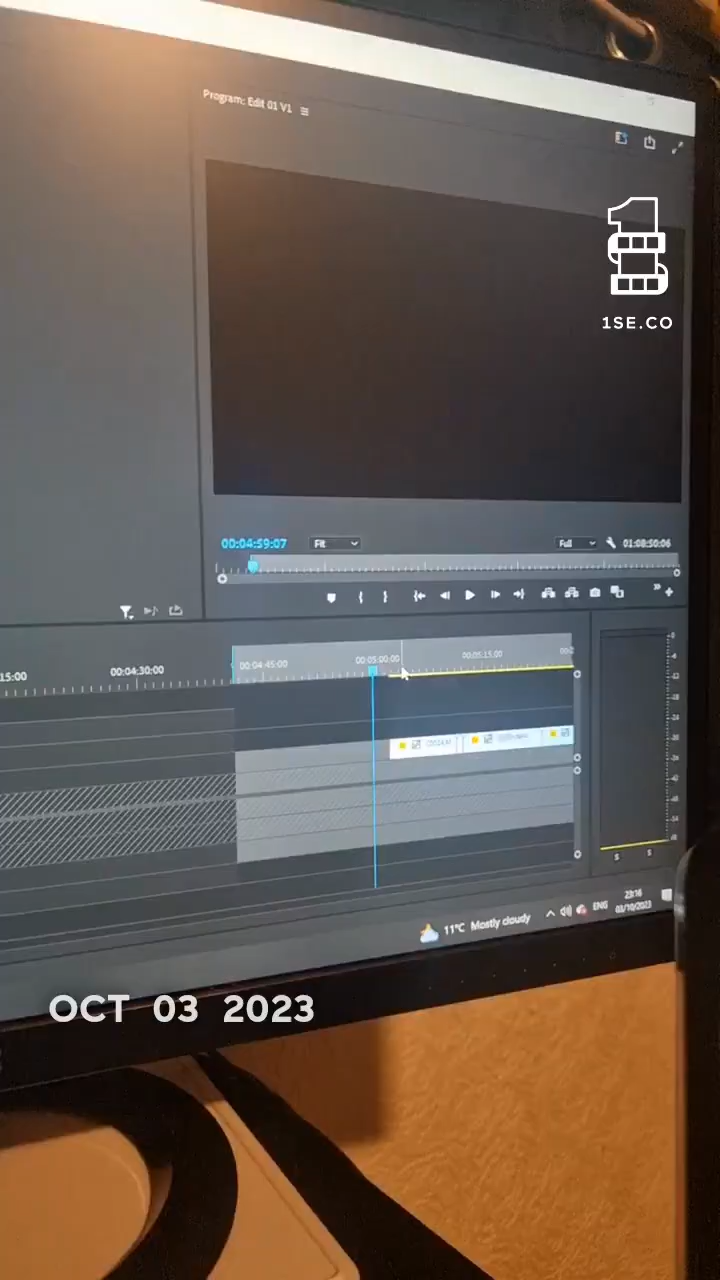 Program: Edit 01 V1
1SE.CO
00:04:59:07
Fit
Full
01:08:50:06
15:00
00:04:30:00
00:04:45:00
00:05:00:00
00:05:15:00
S S
11°C Mostly cloudy
ENG
23:16
03/10/2023
OCT 03 2023